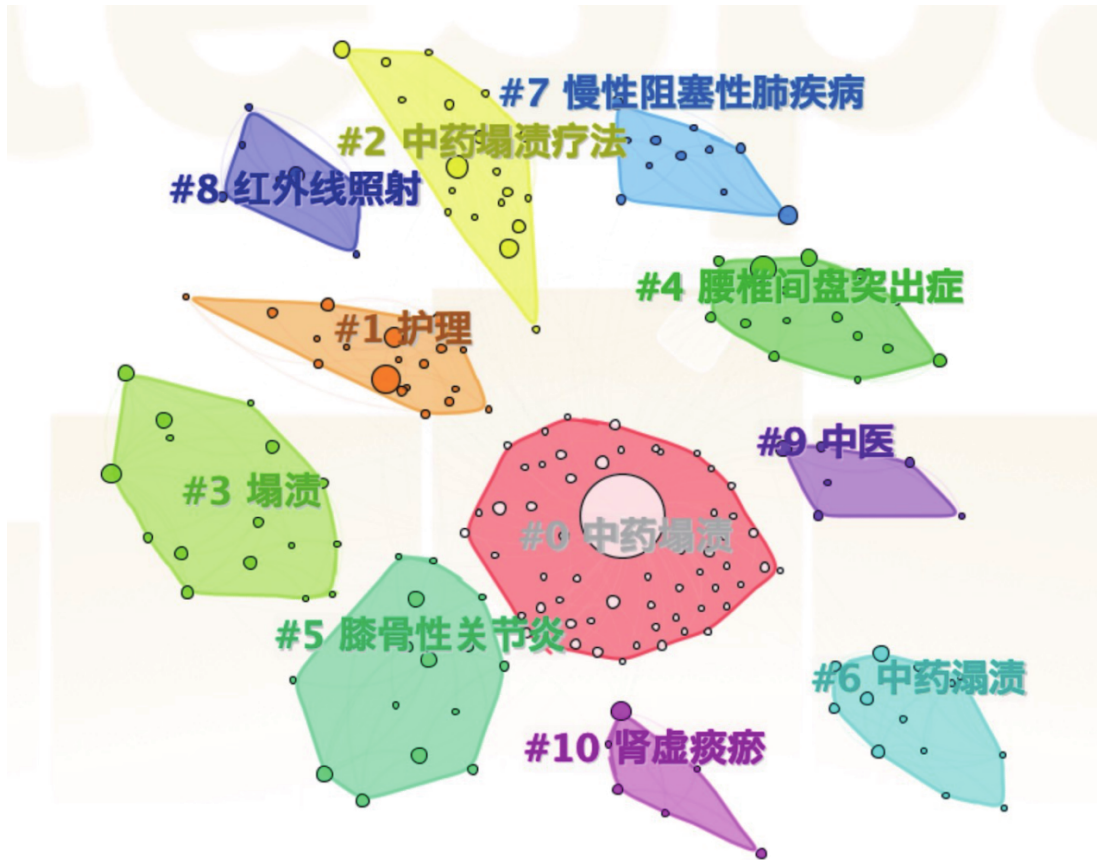 #7 慢性阻塞性肺疾病
#2 中药塌渍疗法
#8 红外线照射
#4 腰椎间盘突出症
#1 护理
#9 中医
#3 塌渍
#0 中药塌渍
#5 膝骨性关节炎
#6 中药溻渍
#10 肾虚痰瘀